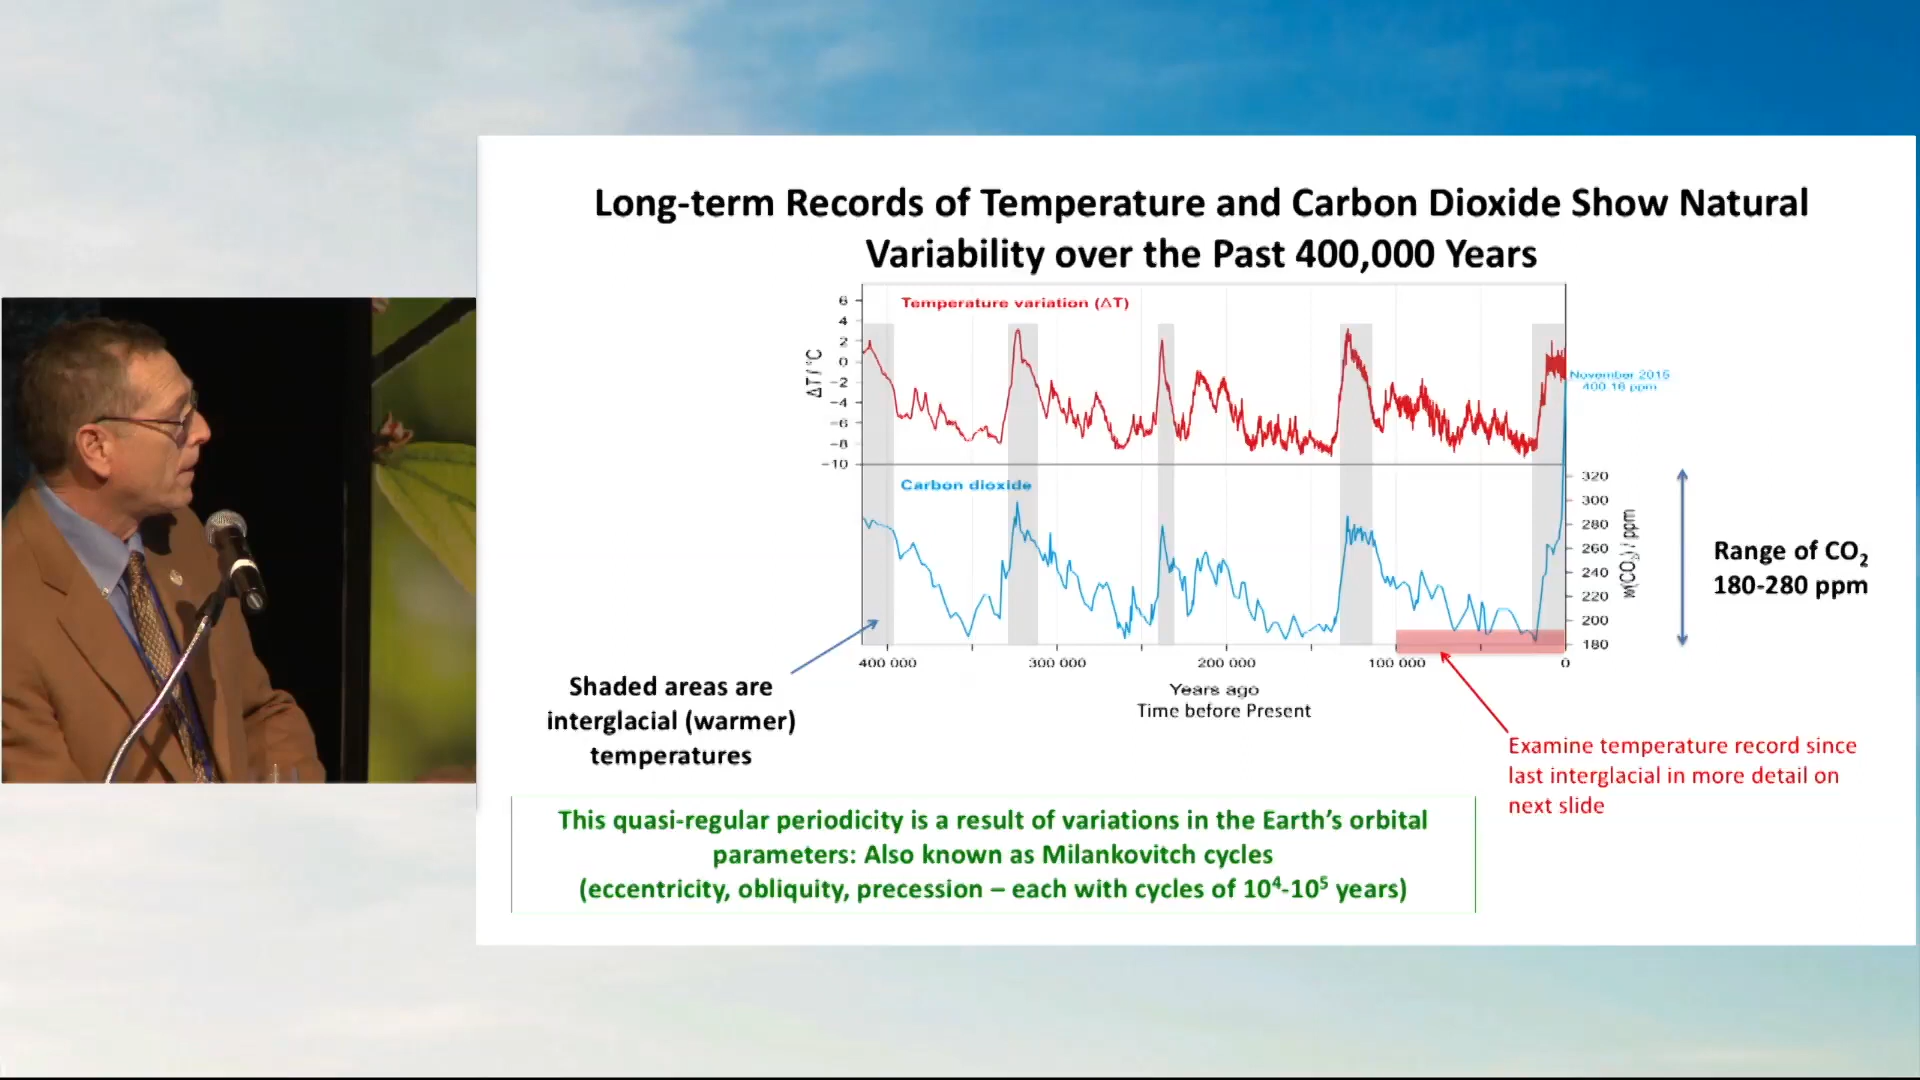 Long-term Records of Temperature and Carbon Dioxide Show Natural
Variability over the Past 400,000 Years
Temperature variation (ΔT)
6
4
2
0
−2
−4
−6
−8
−10
ΔT / °C
November 2015
400.16 ppm
Carbon dioxide
320
300
280
260
240
220
200
180
w(CO₂) / ppm
Range of CO₂
180-280 ppm
400 000
300 000
200 000
100 000
0
Years ago
Time before Present
Shaded areas are
interglacial (warmer)
temperatures
Examine temperature record since
last interglacial in more detail on
next slide
This quasi-regular periodicity is a result of variations in the Earth’s orbital
parameters: Also known as Milankovitch cycles
(eccentricity, obliquity, precession – each with cycles of 10⁴-10⁵ years)